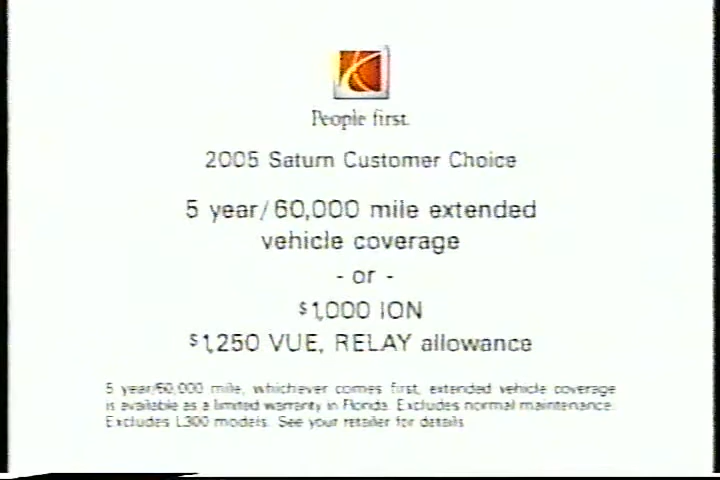 People first.
2005 Saturn Customer Choice
5 year/60,000 mile extended
vehicle coverage
- or -
$1,000 ION
$1,250 VUE, RELAY allowance
5 year/60,000 mile, whichever comes first, extended vehicle coverage
is available as a limited warranty in Florida. Excludes normal maintenance.
Excludes L300 models. See your retailer for details.